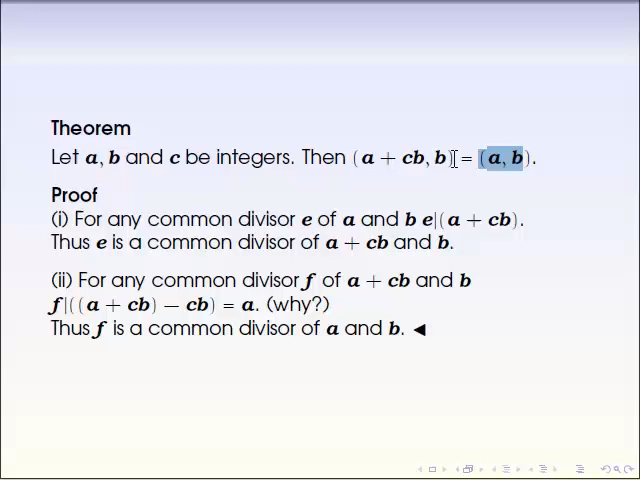 Theorem
Let a, b and c be integers. Then (a + cb, b) = (a, b).
Proof
(i) For any common divisor e of a and b e|(a + cb).
Thus e is a common divisor of a + cb and b.
(ii) For any common divisor f of a + cb and b
f|((a + cb) − cb) = a. (why?)
Thus f is a common divisor of a and b. ◀